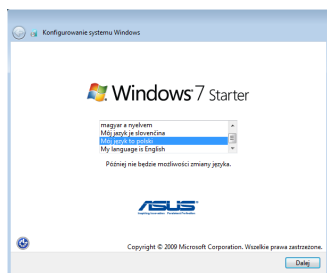 Konfigurowanie systemu Windows
Windows 7 Starter
magyar a nyelvem
Mój jazyk je slovenčina
Mój język to polski
My language is English
Później nie będzie możliwości zmiany języka.
ASUS
Copyright © 2009 Microsoft Corporation. Wszelkie prawa zastrzeżone.
Dalej